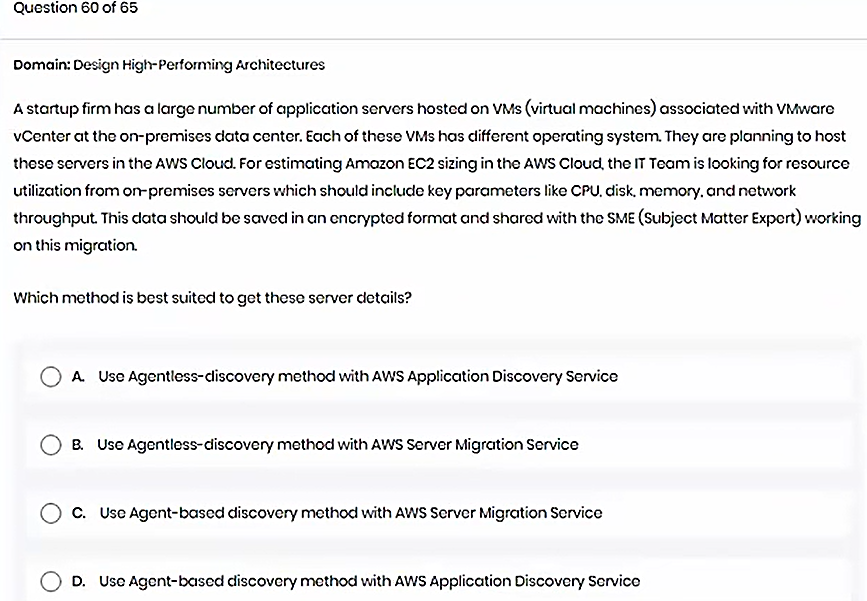 Question 60 of 65
Domain: Design High-Performing Architectures
A startup firm has a large number of application servers hosted on VMs (virtual machines) associated with VMware
vCenter at the on-premises data center. Each of these VMs has different operating system. They are planning to host
these servers in the AWS Cloud. For estimating Amazon EC2 sizing in the AWS Cloud, the IT Team is looking for resource
utilization from on-premises servers which should include key parameters like CPU, disk, memory, and network
throughput. This data should be saved in an encrypted format and shared with the SME (Subject Matter Expert) working
on this migration.
Which method is best suited to get these server details?
A. Use Agentless-discovery method with AWS Application Discovery Service
B. Use Agentless-discovery method with AWS Server Migration Service
C. Use Agent-based discovery method with AWS Server Migration Service
D. Use Agent-based discovery method with AWS Application Discovery Service